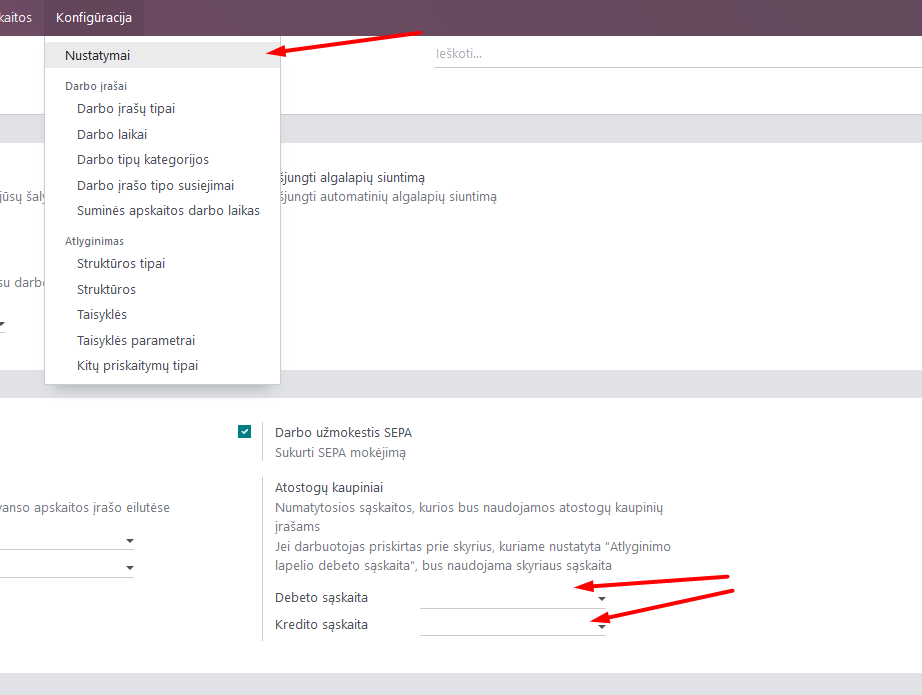 kaitos Konfigūracija
Nustatymai
Ieškoti...
Darbo įrašai
Darbo įrašų tipai
Darbo laikai
Darbo tipų kategorijos
Darbo įrašo tipo susiejimai
Suminės apskaitos darbo laikas
Atlyginimas
Struktūros tipai
Struktūros
Taisyklės
Taisyklės parametrai
Kitų priskaitymų tipai
šjungti algalapių siuntimą
jūsų šaly
šjungti automatinių algalapių siuntimą
su darbo
Darbo užmokestis SEPA
Sukurti SEPA mokėjimą
vanso apskaitos įrašo eilutėse
Atostogų kaupiniai
Numatytosios sąskaitos, kurios bus naudojamos atostogų kaupinių
įrašams
Jei darbuotojas priskirtas prie skyrius, kuriame nustatyta "Atlyginimo
lapelio debeto sąskaita", bus naudojama skyriaus sąskaita
Debeto sąskaita
Kredito sąskaita